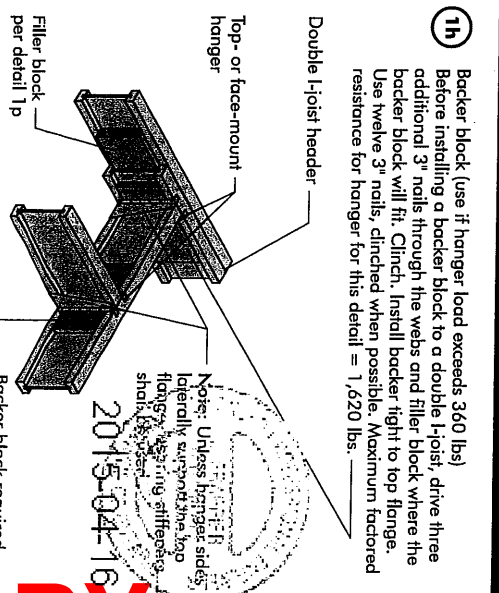 1h
Backer block (use if hanger load exceeds 360 lbs)
Before installing a backer block to a double I-joist, drive three
additional 3" nails through the webs and filler block where the
backer block will fit. Clinch. Install backer tight to top flange.
Use twelve 3" nails, clinched when possible. Maximum factored
resistance for hanger for this detail = 1,620 lbs.
Double I-joist header
Top- or face-mount
hanger
Filler block
per detail 1p
Note: Unless hanger sides
laterally support the top
flange, bearing stiffeners
shall be used
2015-04-16
Backer block required